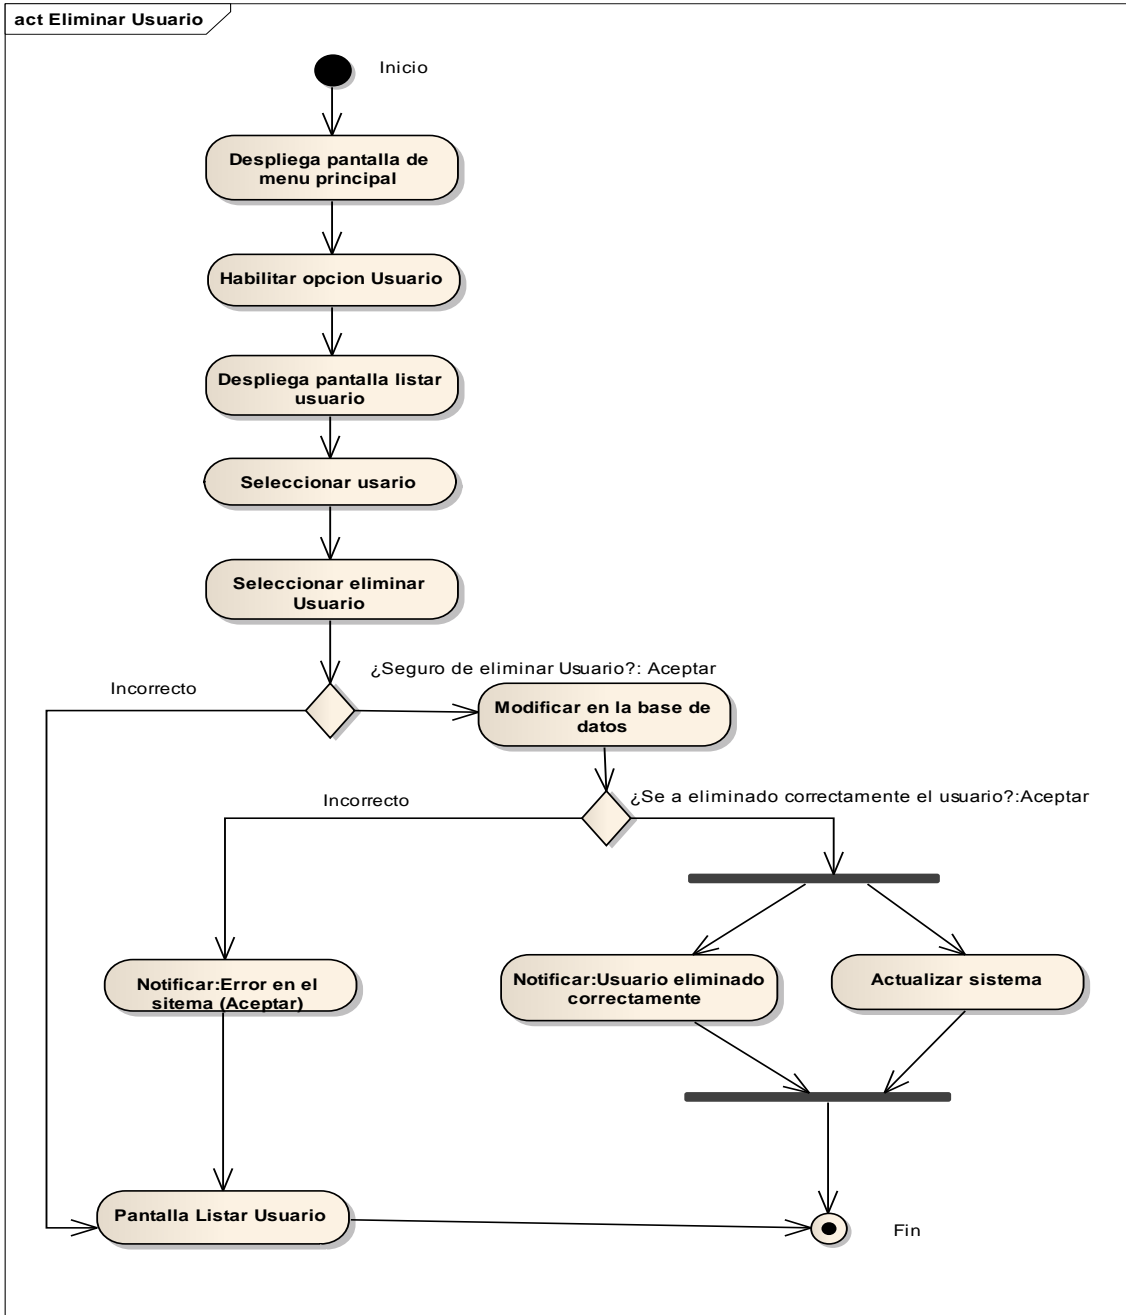 act Eliminar Usuario
Inicio
Despliega pantalla de
menu principal
Habilitar opcion Usuario
Despliega pantalla listar
usuario
Seleccionar usario
Seleccionar eliminar
Usuario
¿Seguro de eliminar Usuario?: Aceptar
Incorrecto
Modificar en la base de
datos
¿Se a eliminado correctamente el usuario?:Aceptar
Incorrecto
Notificar:Error en el
sitema (Aceptar)
Notificar:Usuario eliminado
correctamente
Actualizar sistema
Pantalla Listar Usuario
Fin